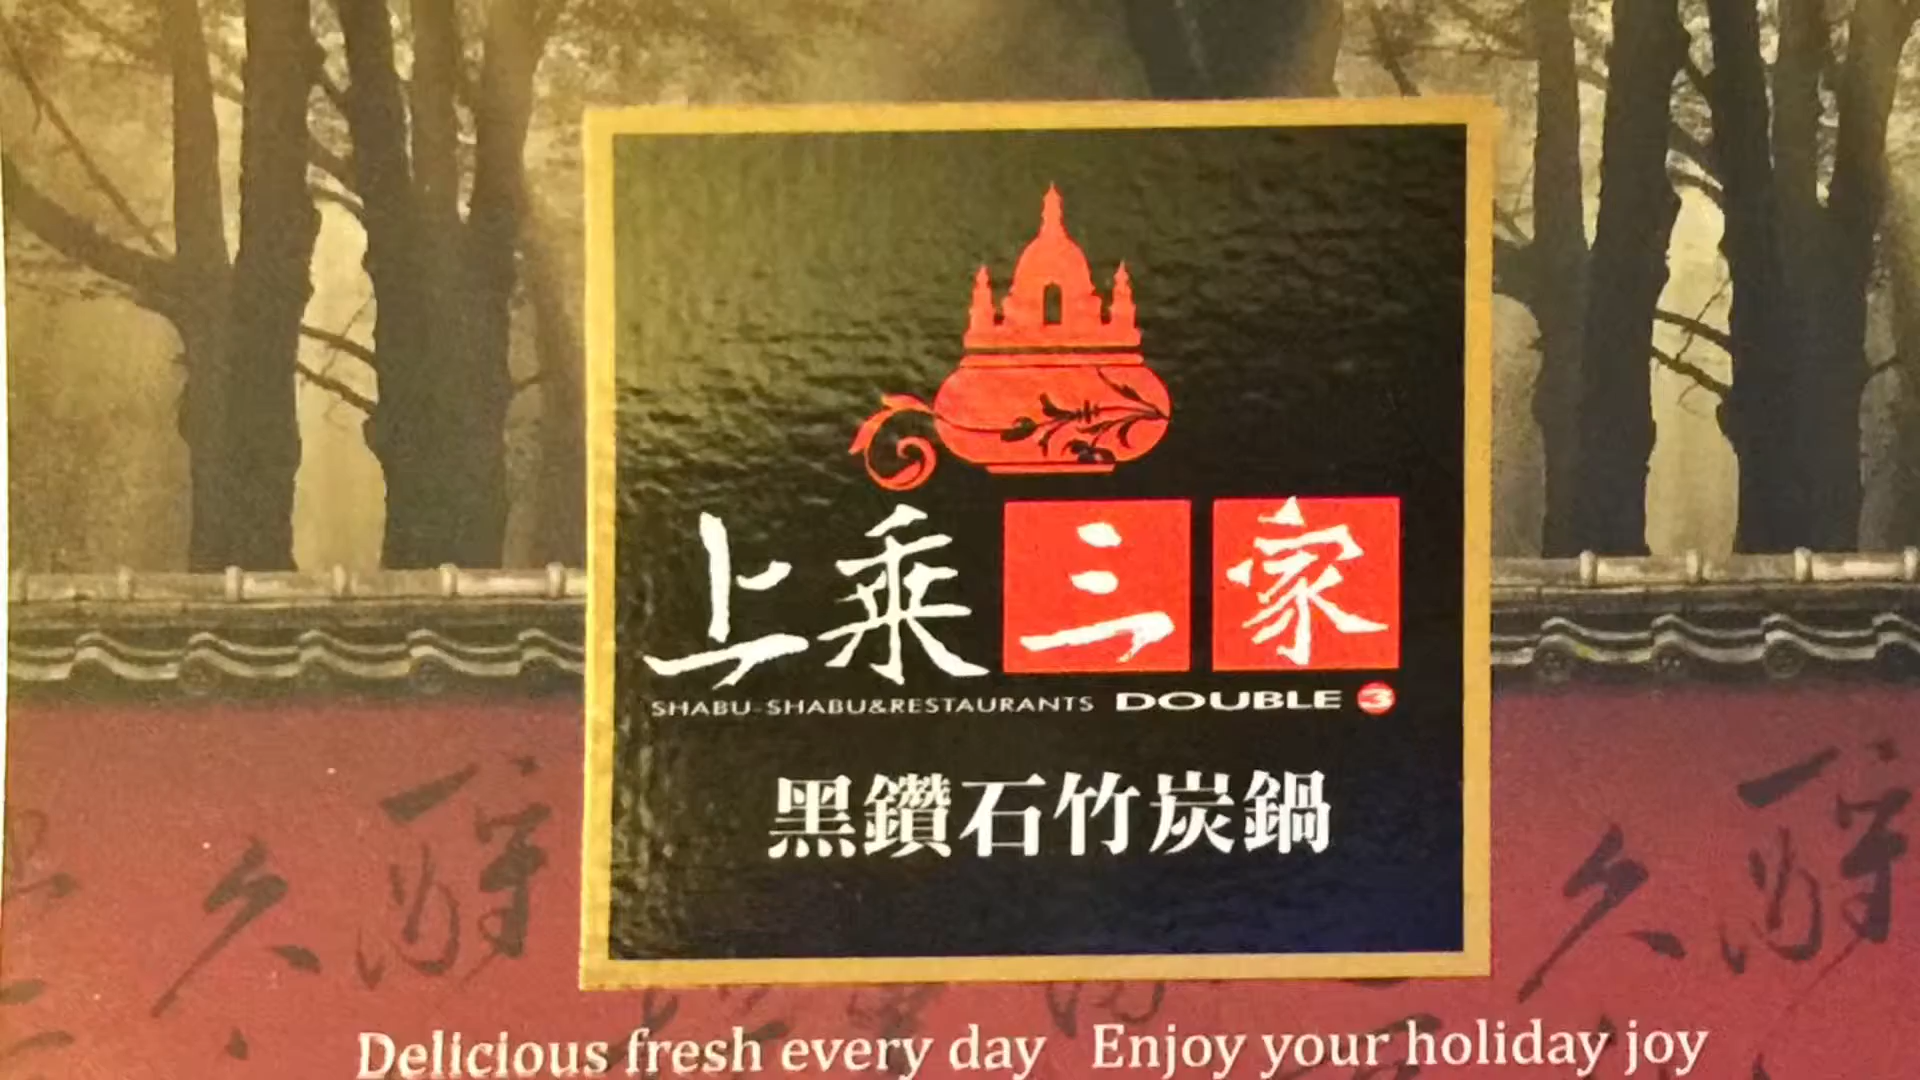 上乘三家
SHABU-SHABU&RESTAURANTS DOUBLE 3
黑鑽石竹炭鍋
Delicious fresh every day Enjoy your holiday joy